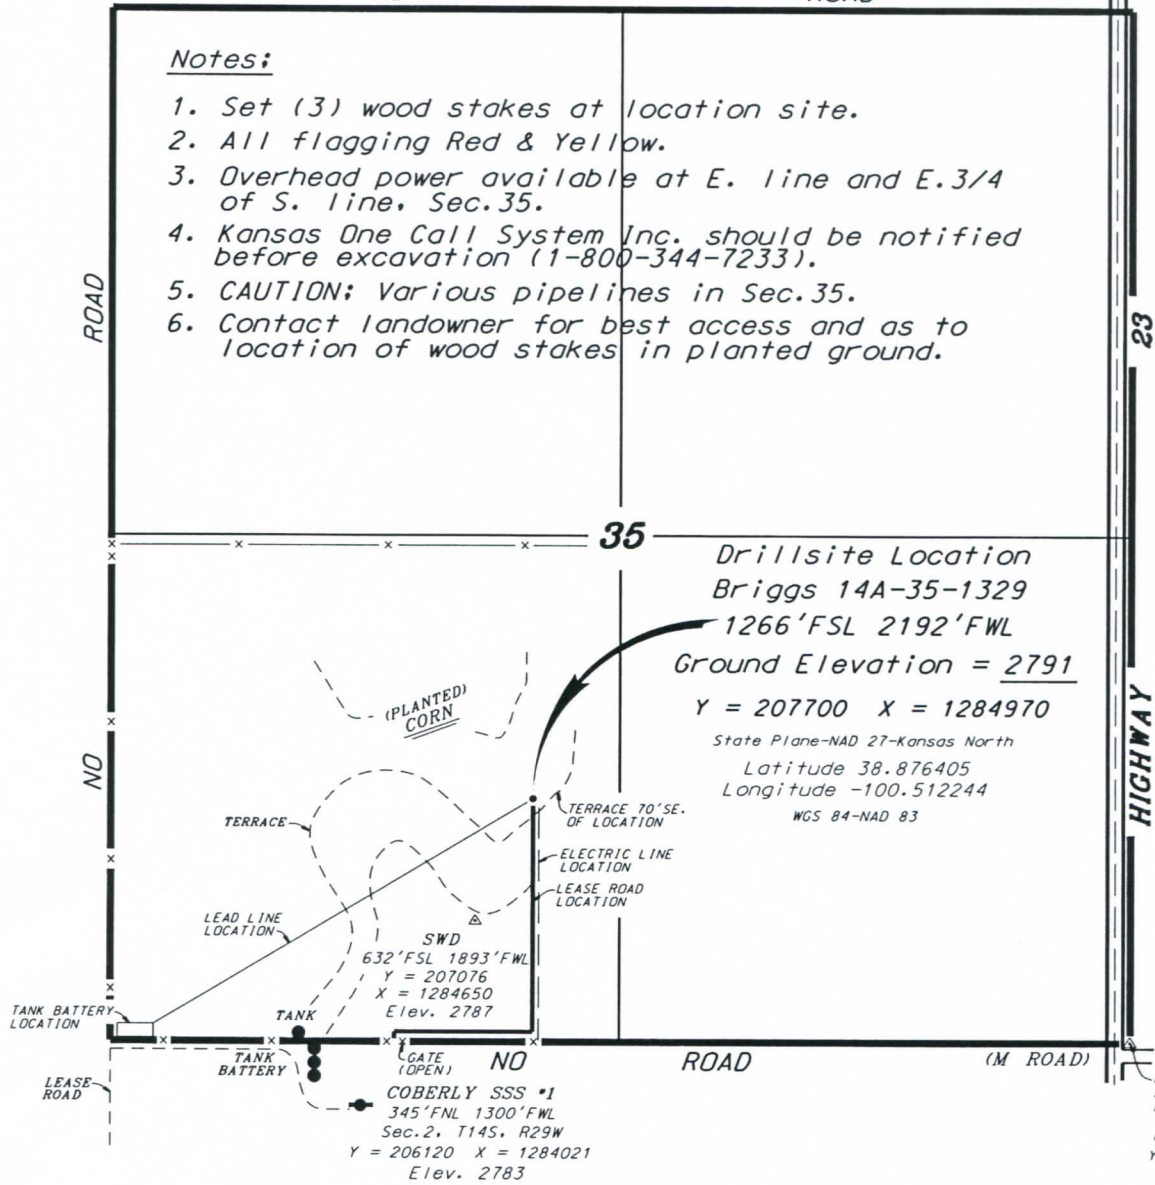 ROAD
Notes:
1. Set (3) wood stakes at location site.
2. All flagging Red & Yellow.
3. Overhead power available at E. line and E.3/4
of S. line, Sec.35.
4. Kansas One Call System Inc. should be notified
before excavation (1-800-344-7233).
5. CAUTION: Various pipelines in Sec.35.
6. Contact landowner for best access and as to
location of wood stakes in planted ground.
ROAD
23
35
Drillsite Location
Briggs 14A-35-1329
1266'FSL 2192'FWL
Ground Elevation = 2791
Y = 207700 X = 1284970
State Plane-NAD 27-Kansas North
Latitude 38.876405
Longitude -100.512244
WGS 84-NAD 83
HIGHWAY
(PLANTED)
CORN
NO
TERRACE
TERRACE 70'SE.
OF LOCATION
ELECTRIC LINE
LOCATION
LEASE ROAD
LOCATION
LEAD LINE
LOCATION
SWD
632'FSL 1893'FWL
Y = 207076
X = 1284650
Elev. 2787
TANK BATTERY
LOCATION
TANK
TANK
BATTERY
GATE
(OPEN)
NO ROAD (M ROAD)
LEASE
ROAD
COBERLY SSS #1
345'FNL 1300'FWL
Sec.2, T14S, R29W
Y = 206120 X = 1284021
Elev. 2783
Y